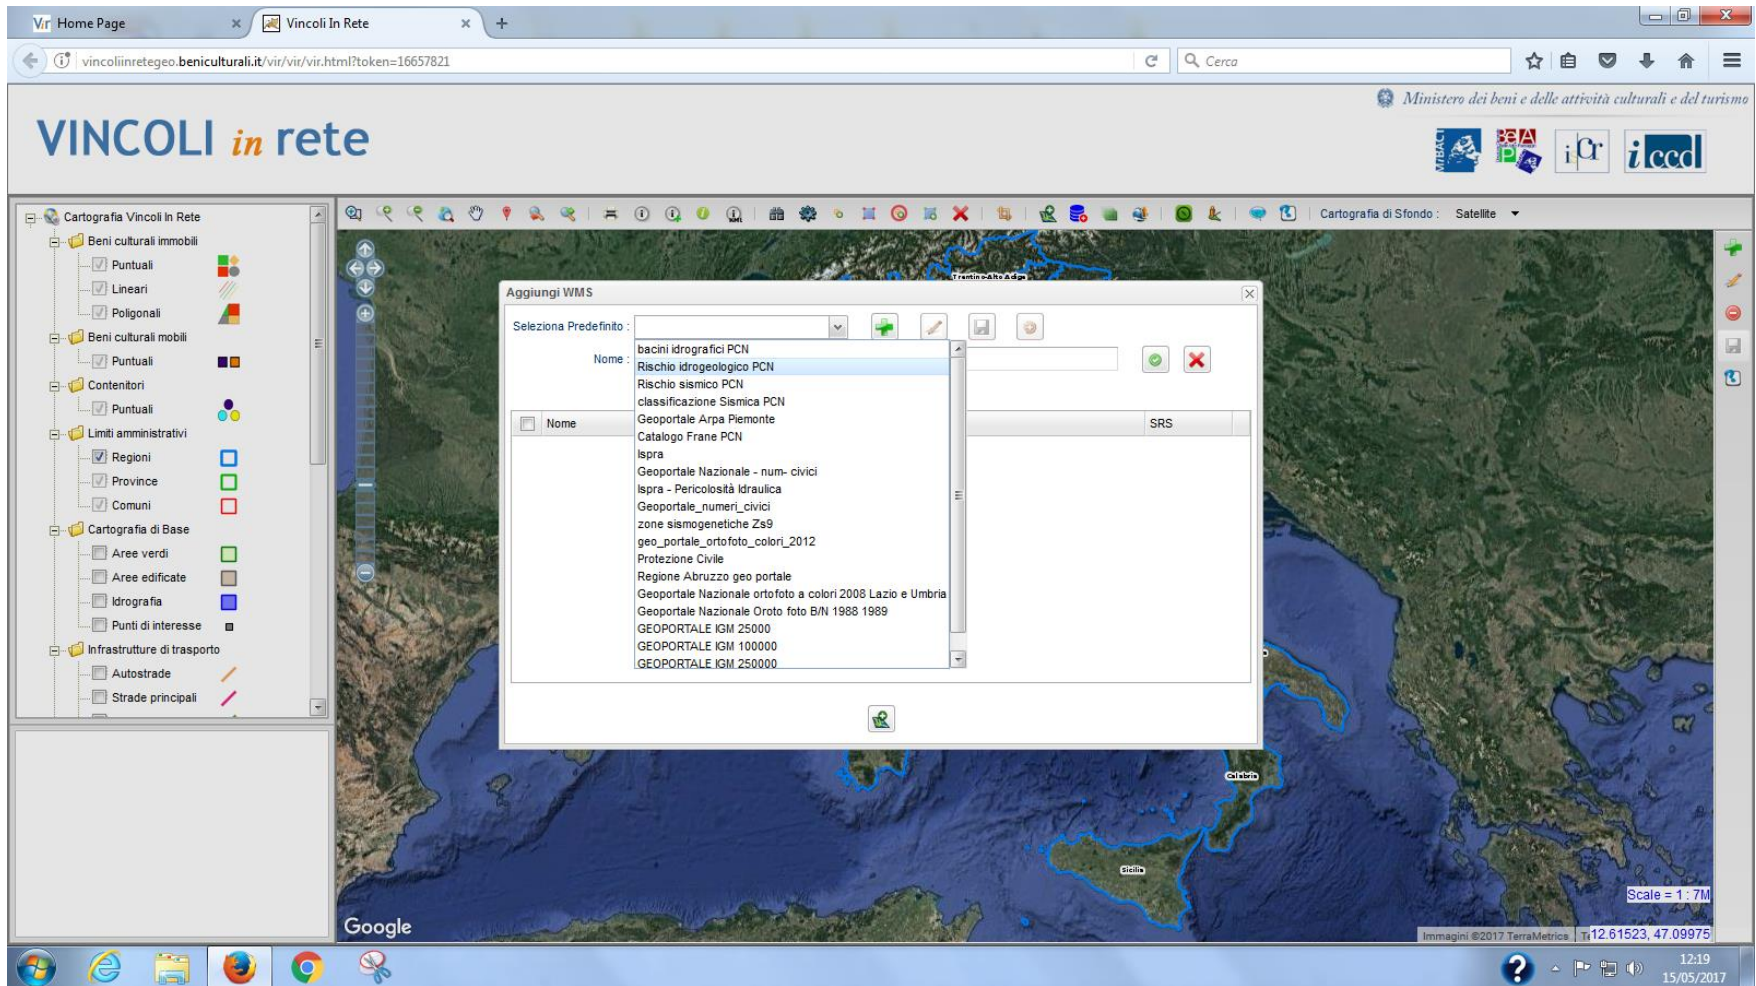 Vir Home Page
Vincoli In Rete
vincoliinretegeo.beniculturali.it/vir/vir/vir.html?token=16657821
Cerca
Ministero dei beni e delle attività culturali e del turismo
VINCOLI in rete
MiBACT
BeAP
isCr
iccd
Cartografia Vincoli In Rete
Beni culturali immobili
Puntuali
Lineari
Poligonali
Beni culturali mobili
Puntuali
Contenitori
Puntuali
Limiti amministrativi
Regioni
Province
Comuni
Cartografia di Base
Aree verdi
Aree edificate
Idrografia
Punti di interesse
Infrastrutture di trasporto
Autostrade
Strade principali
Cartografia di Sfondo : Satellite
Trentino-Alto Adige
Aggiungi WMS
Seleziona Predefinito :
Nome :
Nome
SRS
bacini idrografici PCN
Rischio idrogeologico PCN
Rischio sismico PCN
classificazione Sismica PCN
Geoportale Arpa Piemonte
Catalogo Frane PCN
Ispra
Geoportale Nazionale - num- civici
Ispra - Pericolosità Idraulica
Geoportale_numeri_civici
zone sismogenetiche Zs9
geo_portale_ortofoto_colori_2012
Protezione Civile
Regione Abruzzo geo portale
Geoportale Nazionale ortofoto a colori 2008 Lazio e Umbria
Geoportale Nazionale Oroto foto B/N 1988 1989
GEOPORTALE IGM 25000
GEOPORTALE IGM 100000
GEOPORTALE IGM 250000
Calabria
Sicilia
Google
Scale = 1 : 7M
Immagini ©2017 TerraMetrics
12.61523, 47.09975
12:19
15/05/2017